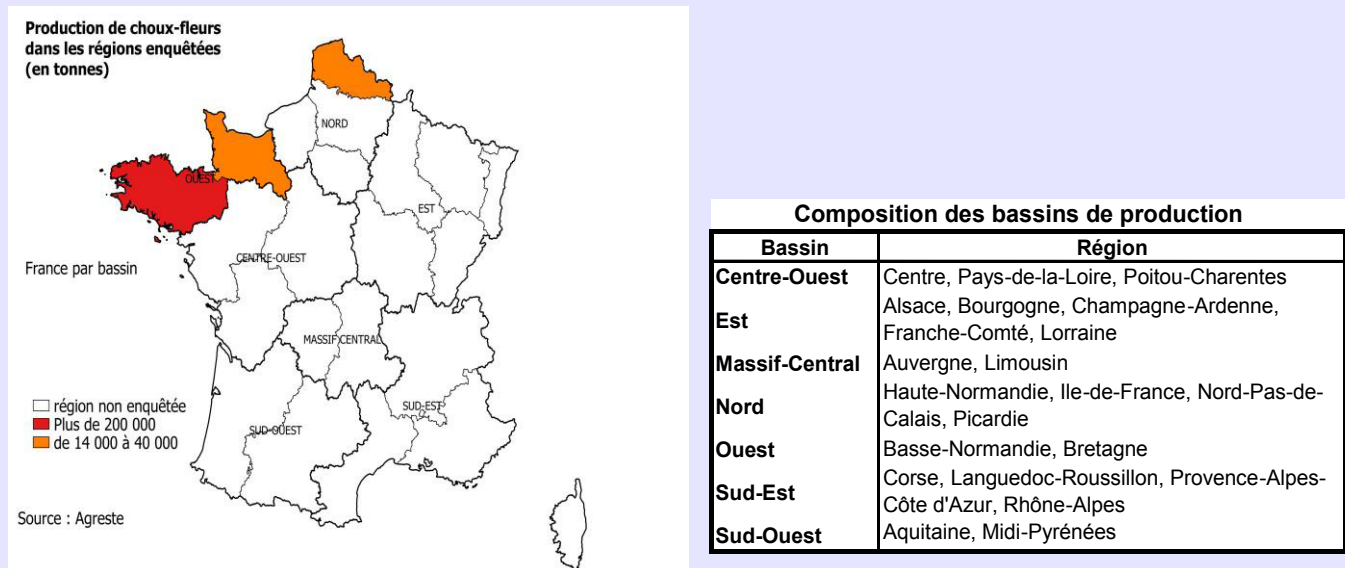 Production de choux-fleurs
dans les régions enquêtées
(en tonnes)
NORD
OUEST
EST
CENTRE-OUEST
France par bassin
MASSIF CENTRAL
SUD-EST
SUD-OUEST
région non enquêtée
Plus de 200 000
de 14 000 à 40 000
Source : Agreste
Composition des bassins de production
Bassin Région
Centre-Ouest Centre, Pays-de-la-Loire, Poitou-Charentes
Est Alsace, Bourgogne, Champagne-Ardenne,
Franche-Comté, Lorraine
Massif-Central Auvergne, Limousin
Nord Haute-Normandie, Ile-de-France, Nord-Pas-de-
Calais, Picardie
Ouest Basse-Normandie, Bretagne
Sud-Est Corse, Languedoc-Roussillon, Provence-Alpes-
Côte d'Azur, Rhône-Alpes
Sud-Ouest Aquitaine, Midi-Pyrénées